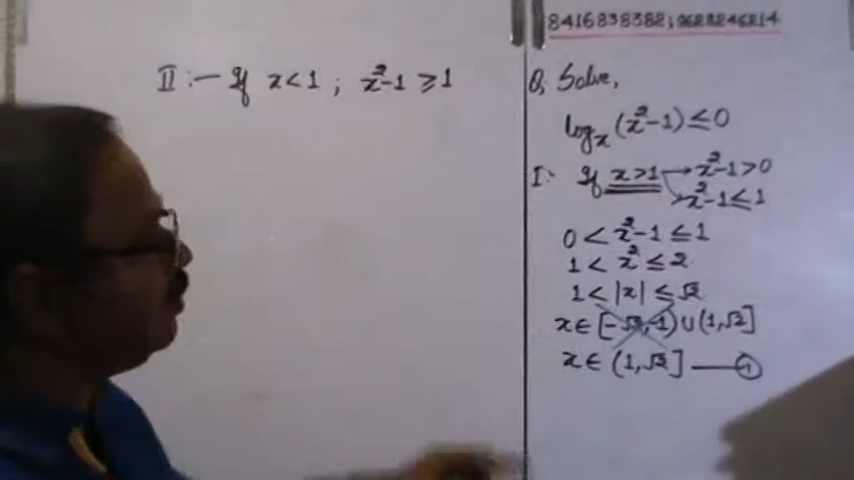 8416838382; 9628246214
II :- If x < 1 ; x²-1 ≥ 1
Q. Solve,
logₓ (x²-1) ≤ 0
I:- If x>1 → x²-1 > 0
→ x²-1 ≤ 1
0 < x²-1 ≤ 1
1 < x² ≤ 2
1 < |x| ≤ √2
x ∈ [-√2, -1) ∪ (1, √2]
x ∈ (1, √2] — ①